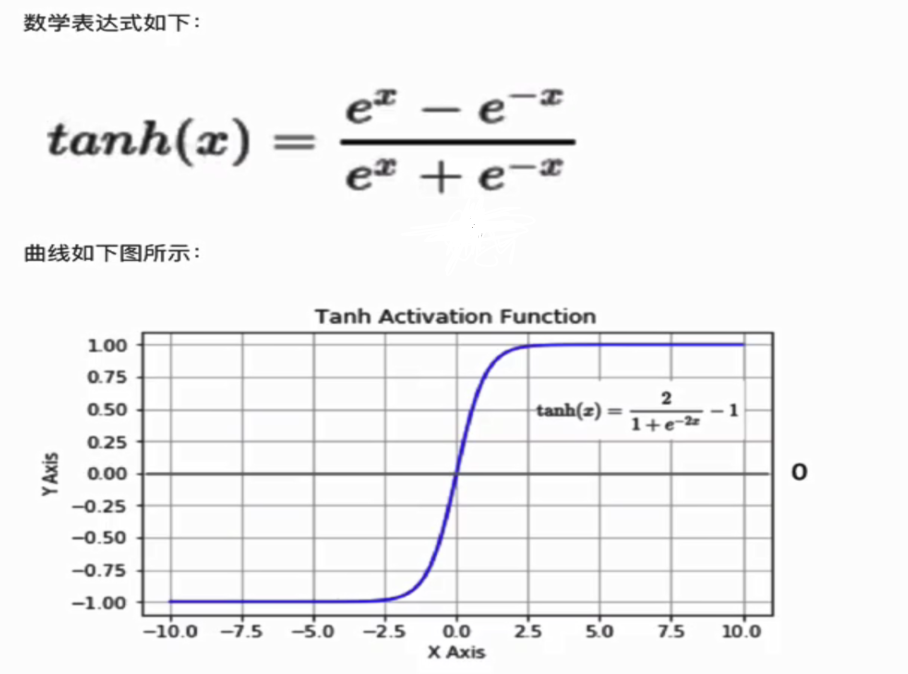 数学表达式如下：
tanh(x) = \frac{e^x - e^{-x}}{e^x + e^{-x}}
曲线如下图所示：
Tanh Activation Function
1.00
0.75
0.50
tanh(x) = \frac{2}{1 + e^{-2x}} - 1
0.25
0.00
0
Y Axis
−0.25
−0.50
−0.75
−1.00
−10.0 −7.5 −5.0 −2.5 0.0 2.5 5.0 7.5 10.0
X Axis